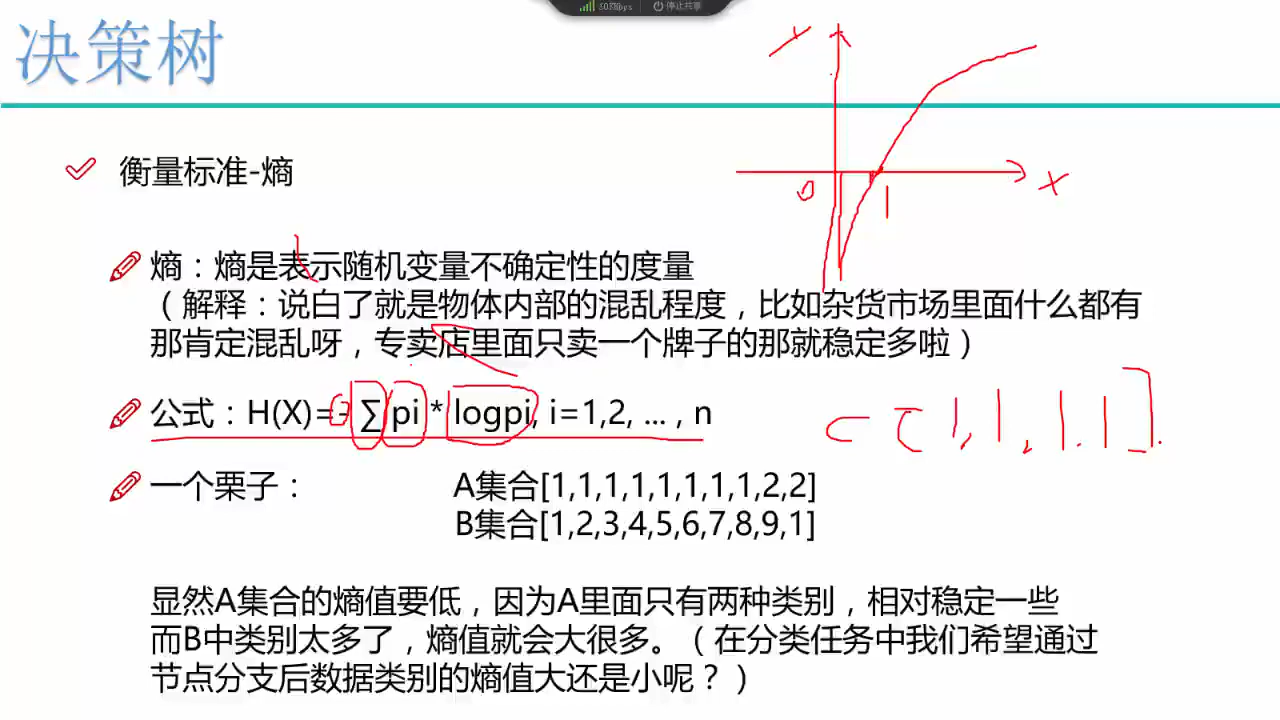 停止共享
决策树
衡量标准-熵
y
0
1
x
熵：熵是表示随机变量不确定性的度量
（解释：说白了就是物体内部的混乱程度，比如杂货市场里面什么都有
那肯定混乱呀，专卖店里面只卖一个牌子的那就稳定多啦）
公式：H(X)=- ∑ pi * logpi, i=1,2, ... , n
C [1,1,1.1].
一个栗子：
A集合[1,1,1,1,1,1,1,1,2,2]
B集合[1,2,3,4,5,6,7,8,9,1]
显然A集合的熵值要低，因为A里面只有两种类别，相对稳定一些
而B中类别太多了，熵值就会大很多。（在分类任务中我们希望通过
节点分支后数据类别的熵值大还是小呢？）